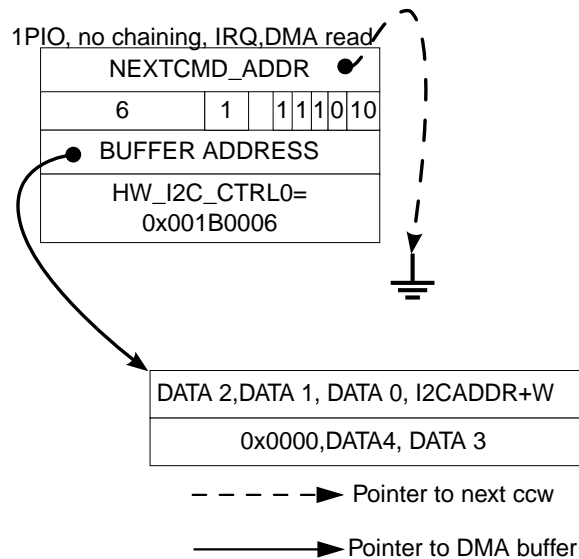 1PIO, no chaining, IRQ,DMA read
NEXTCMD_ADDR
6 1 1 1 1 0 10
BUFFER ADDRESS
HW_I2C_CTRL0=
0x001B0006
DATA 2,DATA 1, DATA 0, I2CADDR+W
0x0000,DATA4, DATA 3
Pointer to next ccw
Pointer to DMA buffer